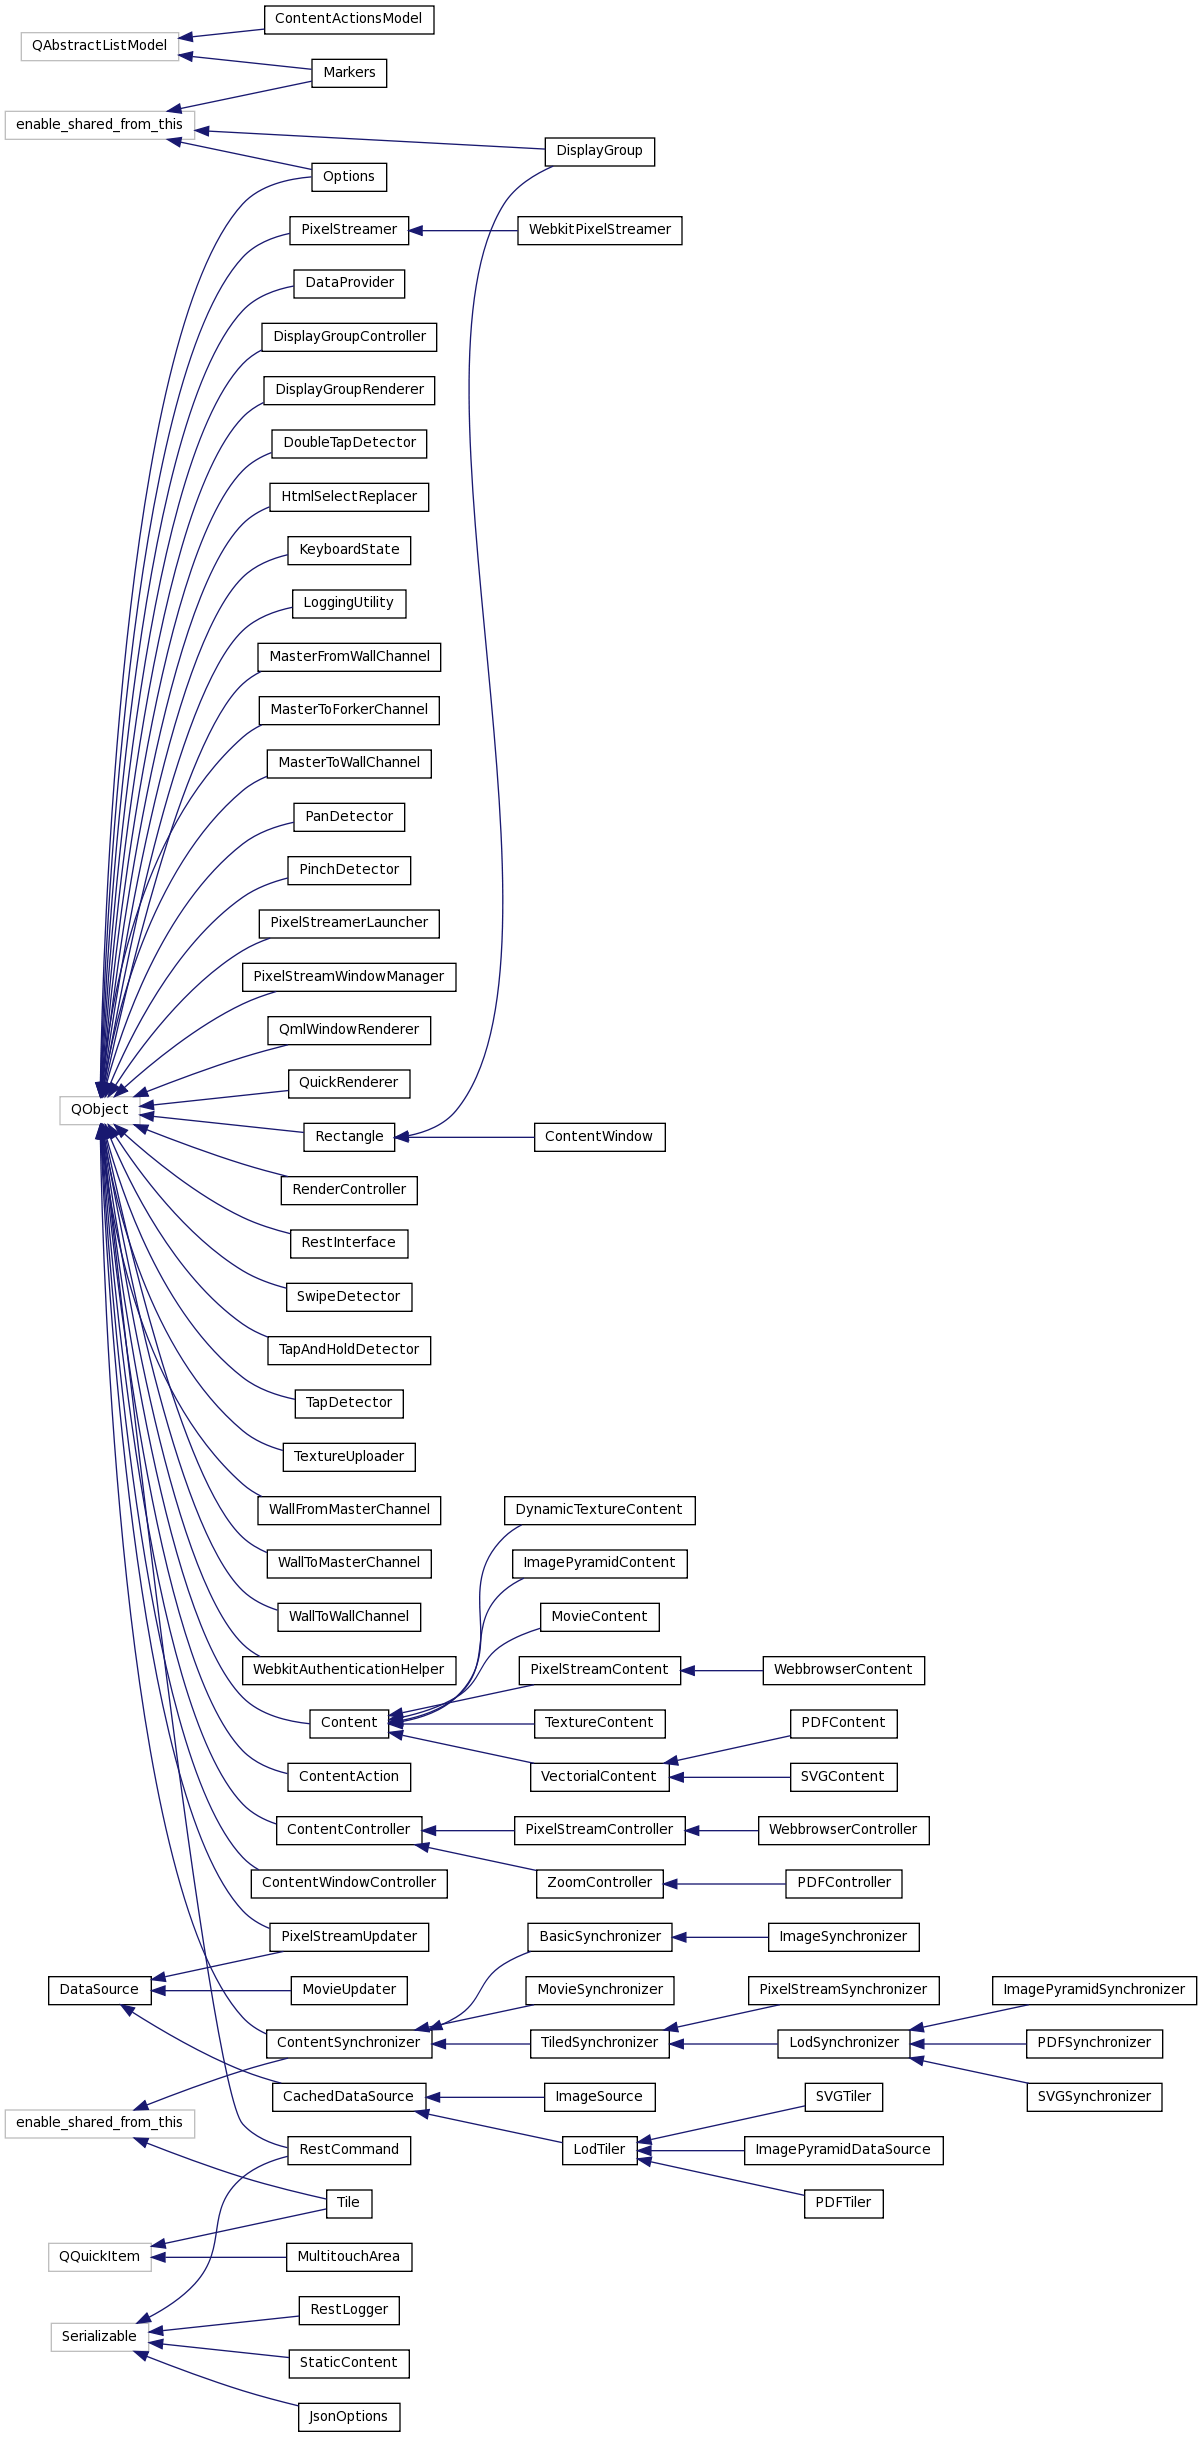 ContentActionsModel
QAbstractListModel
Markers
enable_shared_from_this
DisplayGroup
Options
PixelStreamer
WebkitPixelStreamer
DataProvider
DisplayGroupController
DisplayGroupRenderer
DoubleTapDetector
HtmlSelectReplacer
KeyboardState
LoggingUtility
MasterFromWallChannel
MasterToForkerChannel
MasterToWallChannel
PanDetector
PinchDetector
PixelStreamerLauncher
PixelStreamWindowManager
QmlWindowRenderer
QuickRenderer
QObject
Rectangle
ContentWindow
RenderController
RestInterface
SwipeDetector
TapAndHoldDetector
TapDetector
TextureUploader
WallFromMasterChannel
DynamicTextureContent
WallToMasterChannel
ImagePyramidContent
WallToWallChannel
MovieContent
WebkitAuthenticationHelper
PixelStreamContent
WebbrowserContent
Content
TextureContent
PDFContent
ContentAction
VectorialContent
SVGContent
ContentController
PixelStreamController
WebbrowserController
ContentWindowController
ZoomController
PDFController
PixelStreamUpdater
BasicSynchronizer
ImageSynchronizer
DataSource
MovieUpdater
MovieSynchronizer
PixelStreamSynchronizer
ImagePyramidSynchronizer
ContentSynchronizer
TiledSynchronizer
LodSynchronizer
PDFSynchronizer
CachedDataSource
ImageSource
SVGTiler
SVGSynchronizer
enable_shared_from_this
RestCommand
LodTiler
ImagePyramidDataSource
Tile
PDFTiler
QQuickItem
MultitouchArea
RestLogger
Serializable
StaticContent
JsonOptions